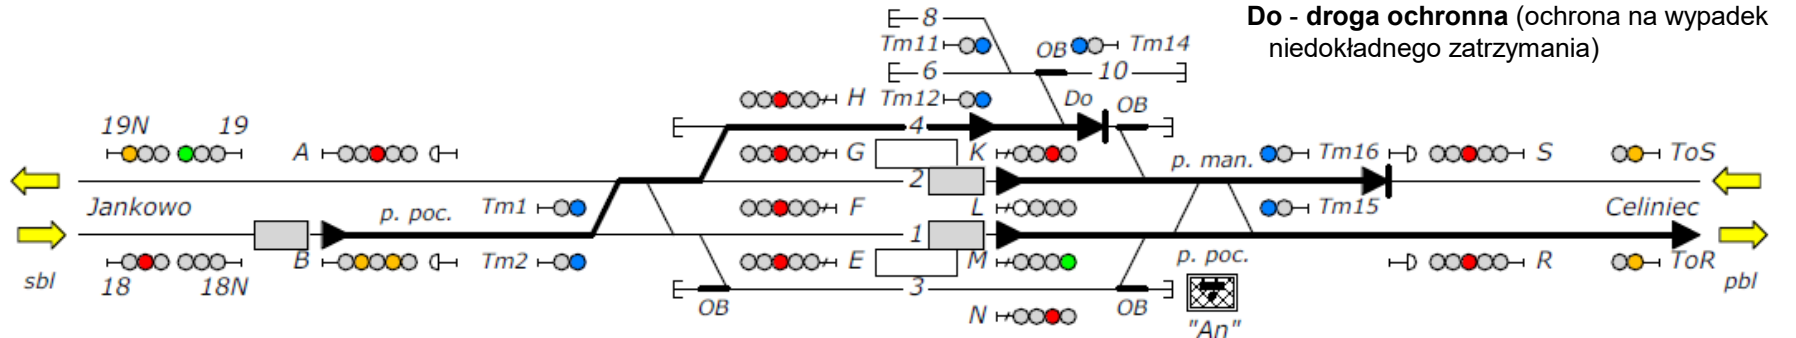 Do - droga ochronna (ochrona na wypadek
niedokładnego zatrzymania)
8
Tm11
OB
Tm14
6
10
H
Tm12
Do
OB
19N
19
A
4
G
K
p. man.
Tm16
S
ToS
2
Jankowo
p. poc.
Tm1
F
L
Tm15
Celiniec
1
sbl
18
18N
B
Tm2
E
M
p. poc.
R
ToR
pbl
OB
3
OB
N
"An"